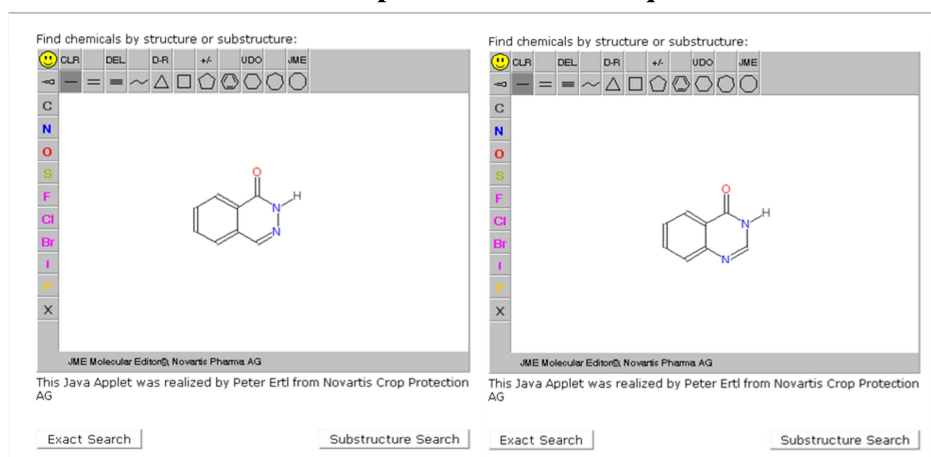 Find chemicals by structure or substructure:
CLR DEL D-R +/- UDO JME
C
N
O
S
F
Cl
Br
I
P
X
O
N H
N
JME Molecular Editor©, Novartis Pharma AG
This Java Applet was realized by Peter Ertl from Novartis Crop Protection
AG
Exact Search Substructure Search
Find chemicals by structure or substructure:
CLR DEL D-R +/- UDO JME
C
N
O
S
F
Cl
Br
I
P
X
O
N H
N
JME Molecular Editor©, Novartis Pharma AG
This Java Applet was realized by Peter Ertl from Novartis Crop Protection
AG
Exact Search Substructure Search